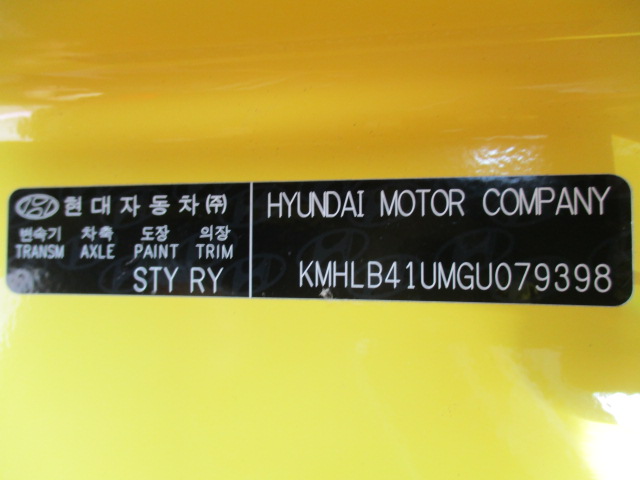 현대자동차㈜
변속기 차축 도장 의장
TRANSM AXLE PAINT TRIM
STY RY
HYUNDAI MOTOR COMPANY
KMHLB41UMGU079398